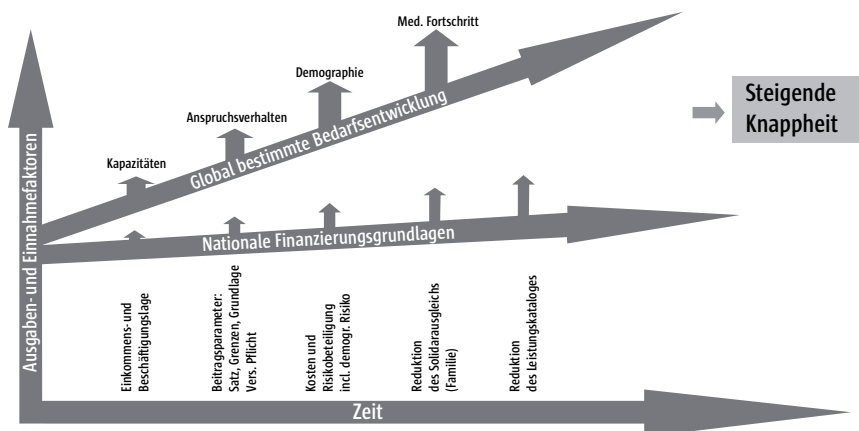 Med. Fortschritt
Demographie
Anspruchsverhalten
Kapazitäten
Global bestimmte Bedarfsentwicklung
Steigende
Knappheit
Ausgaben- und Einnahmefaktoren
Nationale Finanzierungsgrundlagen
Einkommens- und
Beschäftigungslage
Beitragsparameter:
Satz, Grenzen, Grundlage
Vers. Pflicht
Kosten und
Risikobeteiligung
incl. demogr. Risiko
Reduktion
des Solidarausgleichs
(Familie)
Reduktion
des Leistungskataloges
Zeit